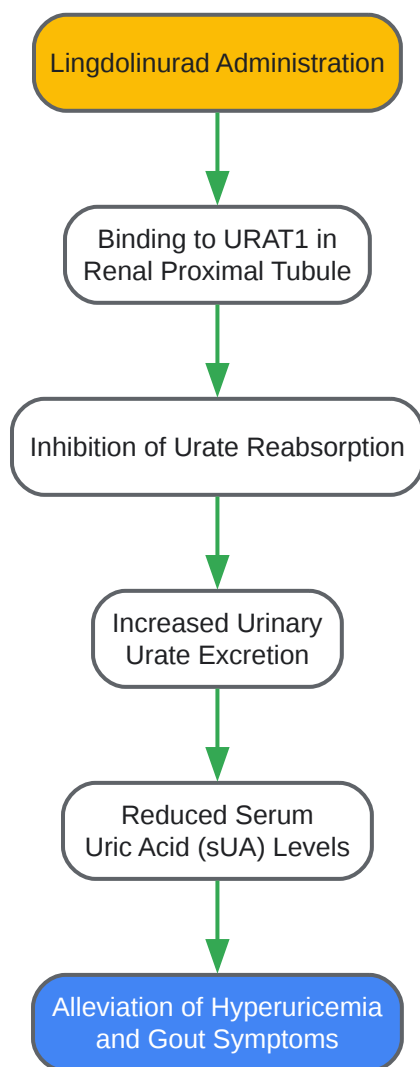 Lingdolinurad Administration
Binding to URAT1 in
Renal Proximal Tubule
Inhibition of Urate Reabsorption
Increased Urinary
Urate Excretion
Reduced Serum
Uric Acid (sUA) Levels
Alleviation of Hyperuricemia
and Gout Symptoms